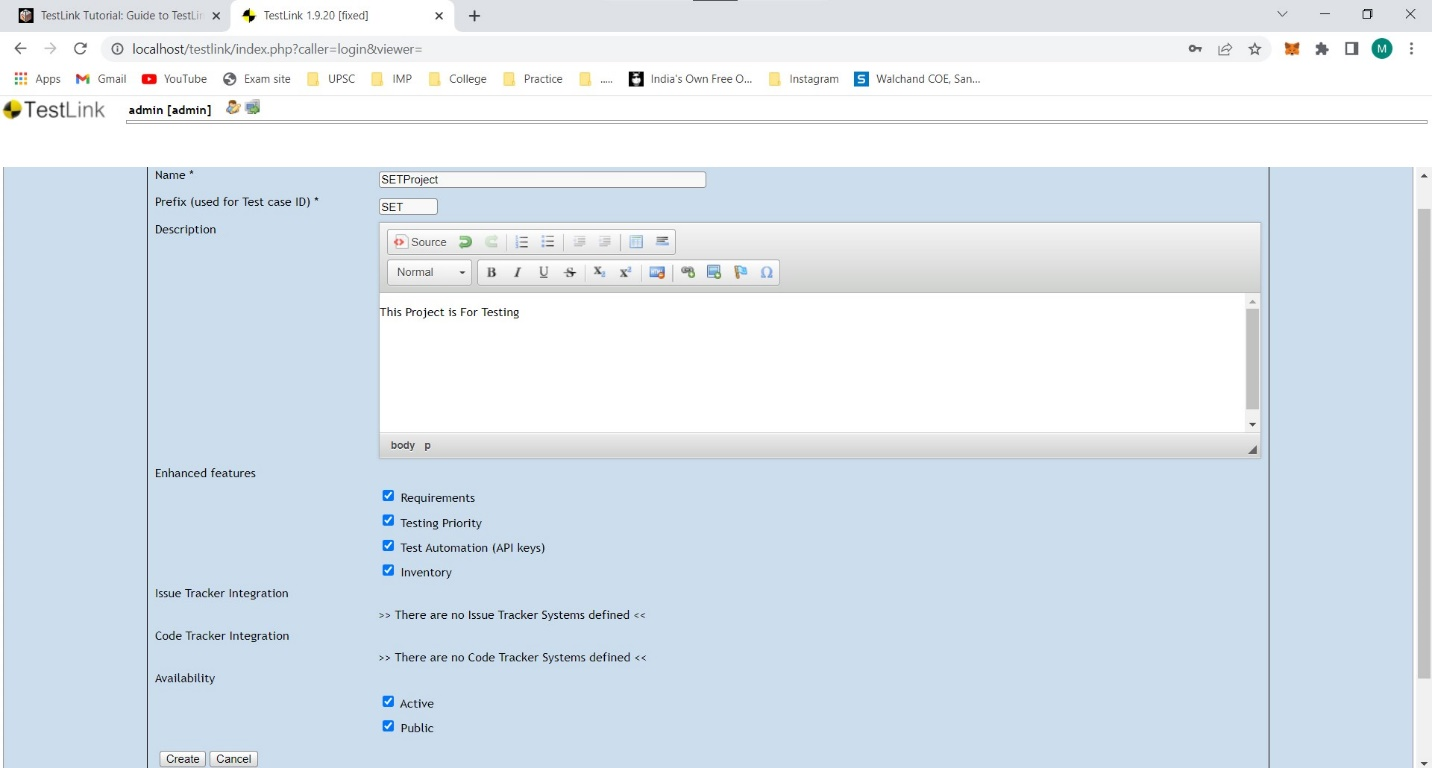 TestLink Tutorial: Guide to TestLin
TestLink 1.9.20 [fixed]
localhost/testlink/index.php?caller=login&viewer=
M
Apps Gmail YouTube Exam site UPSC IMP College Practice ..... India's Own Free O... Instagram S Walchand COE, San...
TestLink admin [admin]
Name *
SETProject
Prefix (used for Test case ID) *
SET
Description
Source
Normal B I U S X₂ X² Ω
This Project is For Testing
body p
Enhanced features
Requirements
Testing Priority
Test Automation (API keys)
Inventory
Issue Tracker Integration
>> There are no Issue Tracker Systems defined <<
Code Tracker Integration
>> There are no Code Tracker Systems defined <<
Availability
Active
Public
Create Cancel